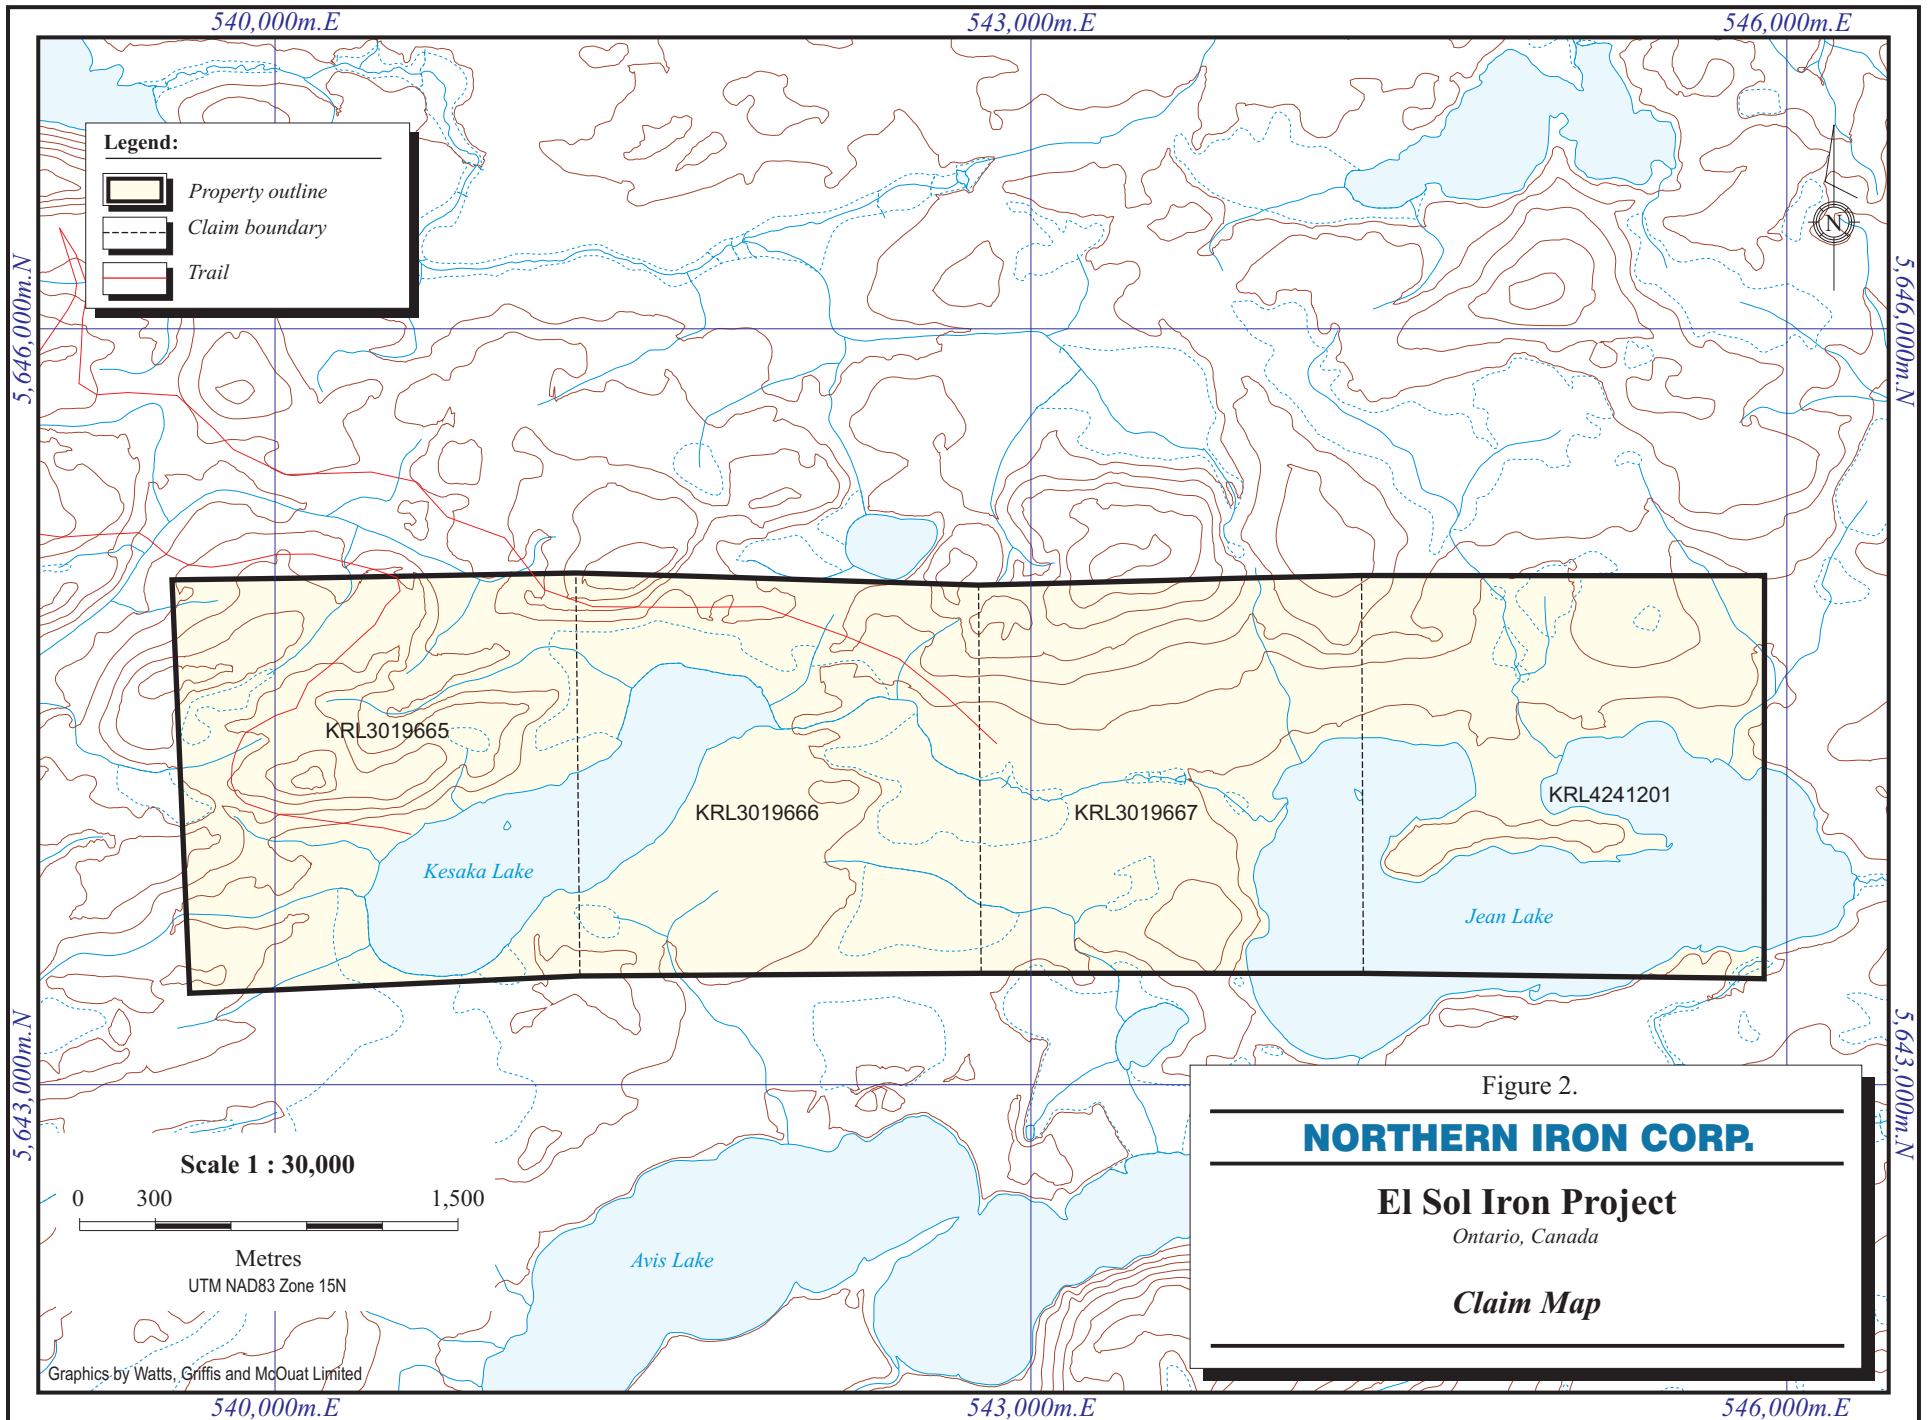 540,000m.E
543,000m.E
546,000m.E
Legend:
Property outline
Claim boundary
Trail
N
5,646,000m.N
5,646,000m.N
KRL3019665
KRL3019666
KRL3019667
KRL4241201
Kesaka Lake
Jean Lake
5,643,000m.N
5,643,000m.N
Scale 1 : 30,000
0 300 1,500
Metres
UTM NAD83 Zone 15N
Avis Lake
Figure 2.
NORTHERN IRON CORP.
El Sol Iron Project
Ontario, Canada
Claim Map
Graphics by Watts, Griffis and McOuat Limited
540,000m.E
543,000m.E
546,000m.E